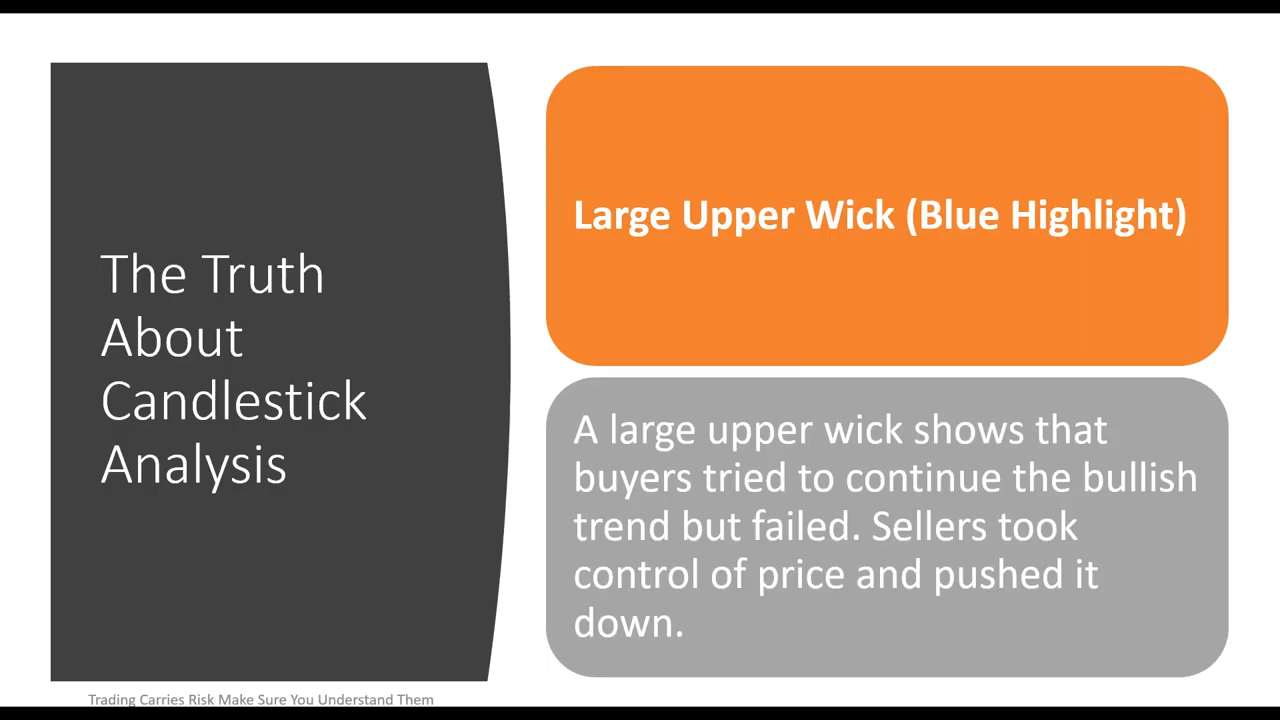 The Truth
About
Candlestick
Analysis
Large Upper Wick (Blue Highlight)
A large upper wick shows that
buyers tried to continue the bullish
trend but failed. Sellers took
control of price and pushed it
down.
Trading Carries Risk Make Sure You Understand Them